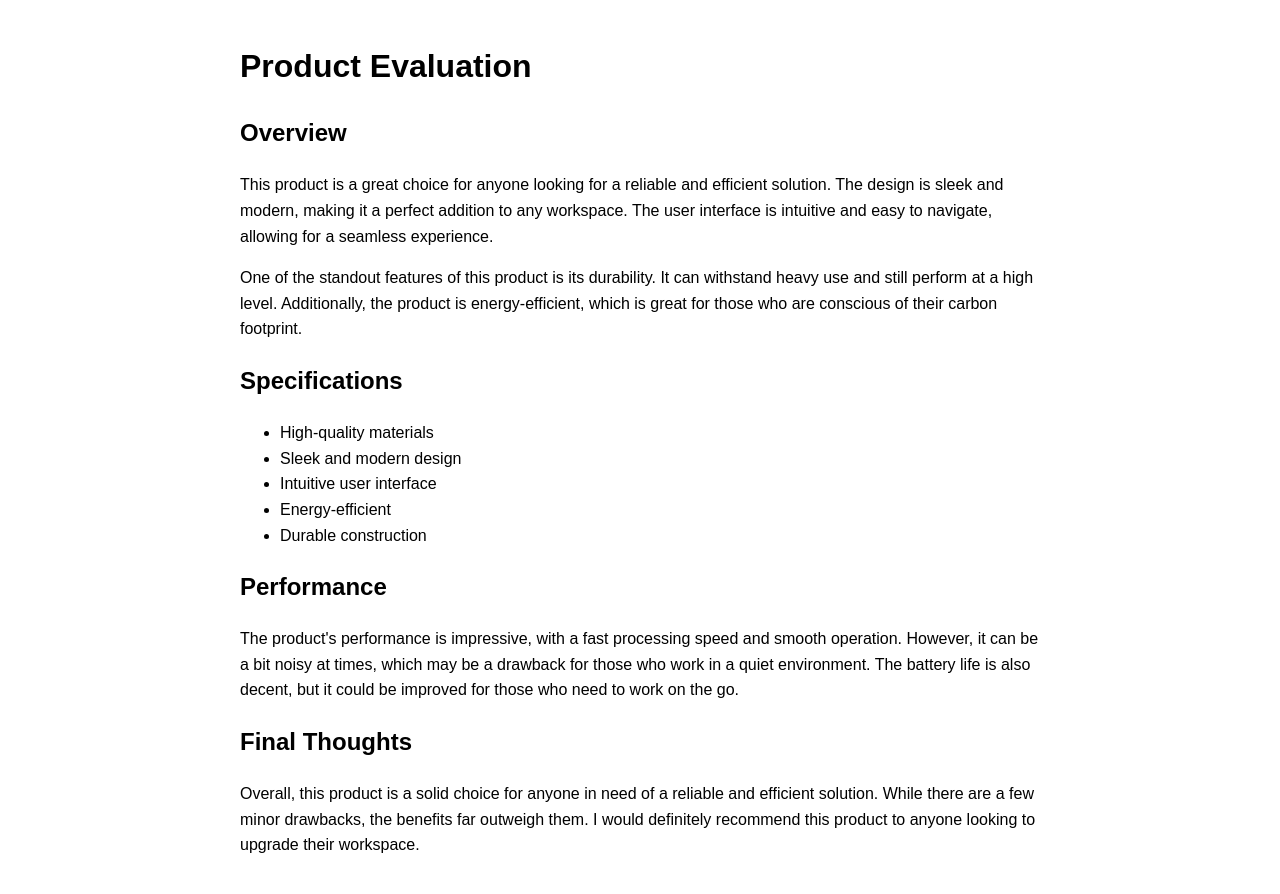 Product Evaluation
Overview
This product is a great choice for anyone looking for a reliable and efficient solution. The design is sleek and
modern, making it a perfect addition to any workspace. The user interface is intuitive and easy to navigate,
allowing for a seamless experience.
One of the standout features of this product is its durability. It can withstand heavy use and still perform at a high
level. Additionally, the product is energy-efficient, which is great for those who are conscious of their carbon
footprint.
Specifications
• High-quality materials
• Sleek and modern design
• Intuitive user interface
• Energy-efficient
• Durable construction
Performance
The product's performance is impressive, with a fast processing speed and smooth operation. However, it can be
a bit noisy at times, which may be a drawback for those who work in a quiet environment. The battery life is also
decent, but it could be improved for those who need to work on the go.
Final Thoughts
Overall, this product is a solid choice for anyone in need of a reliable and efficient solution. While there are a few
minor drawbacks, the benefits far outweigh them. I would definitely recommend this product to anyone looking to
upgrade their workspace.